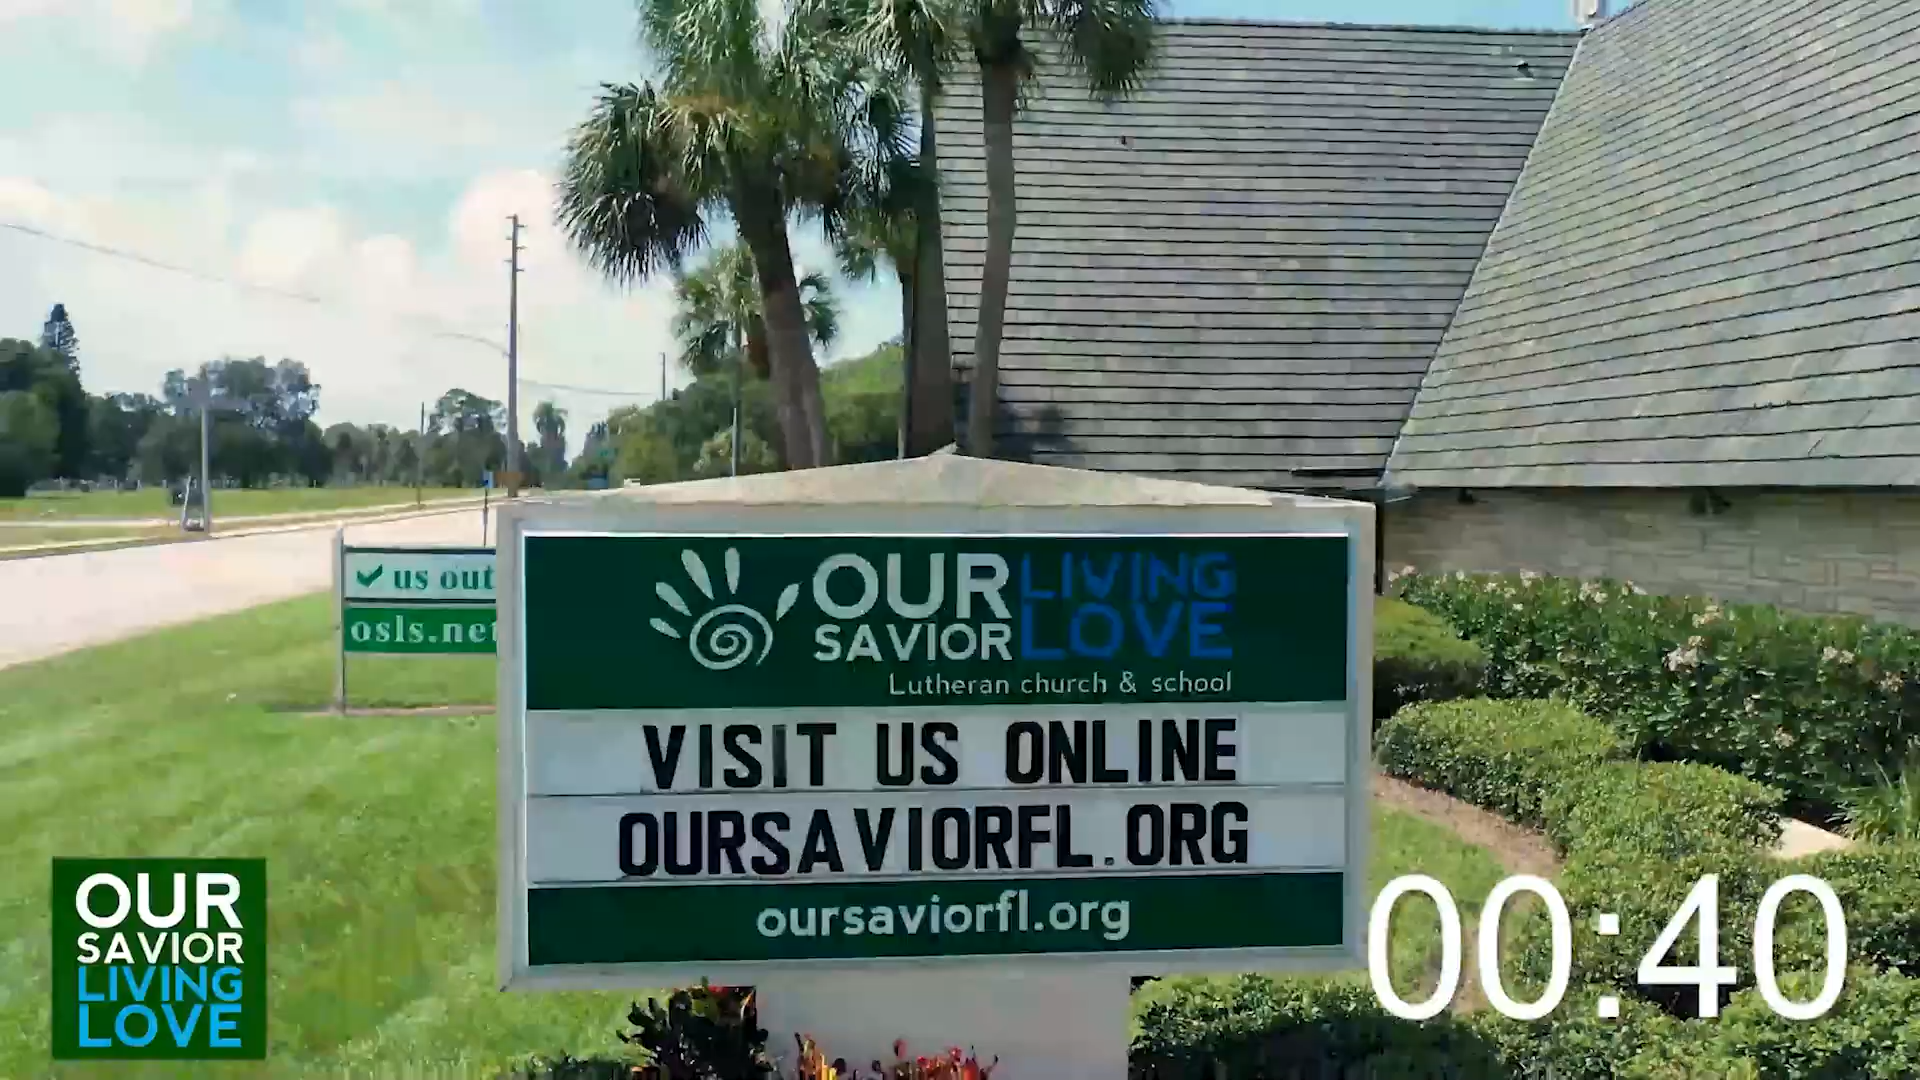 ✔ us out
osls.net
OUR LIVING
SAVIOR LOVE
Lutheran church & school
VISIT US ONLINE
OURSAVIORFL.ORG
oursaviorfl.org
OUR
SAVIOR
LIVING
LOVE
00:40